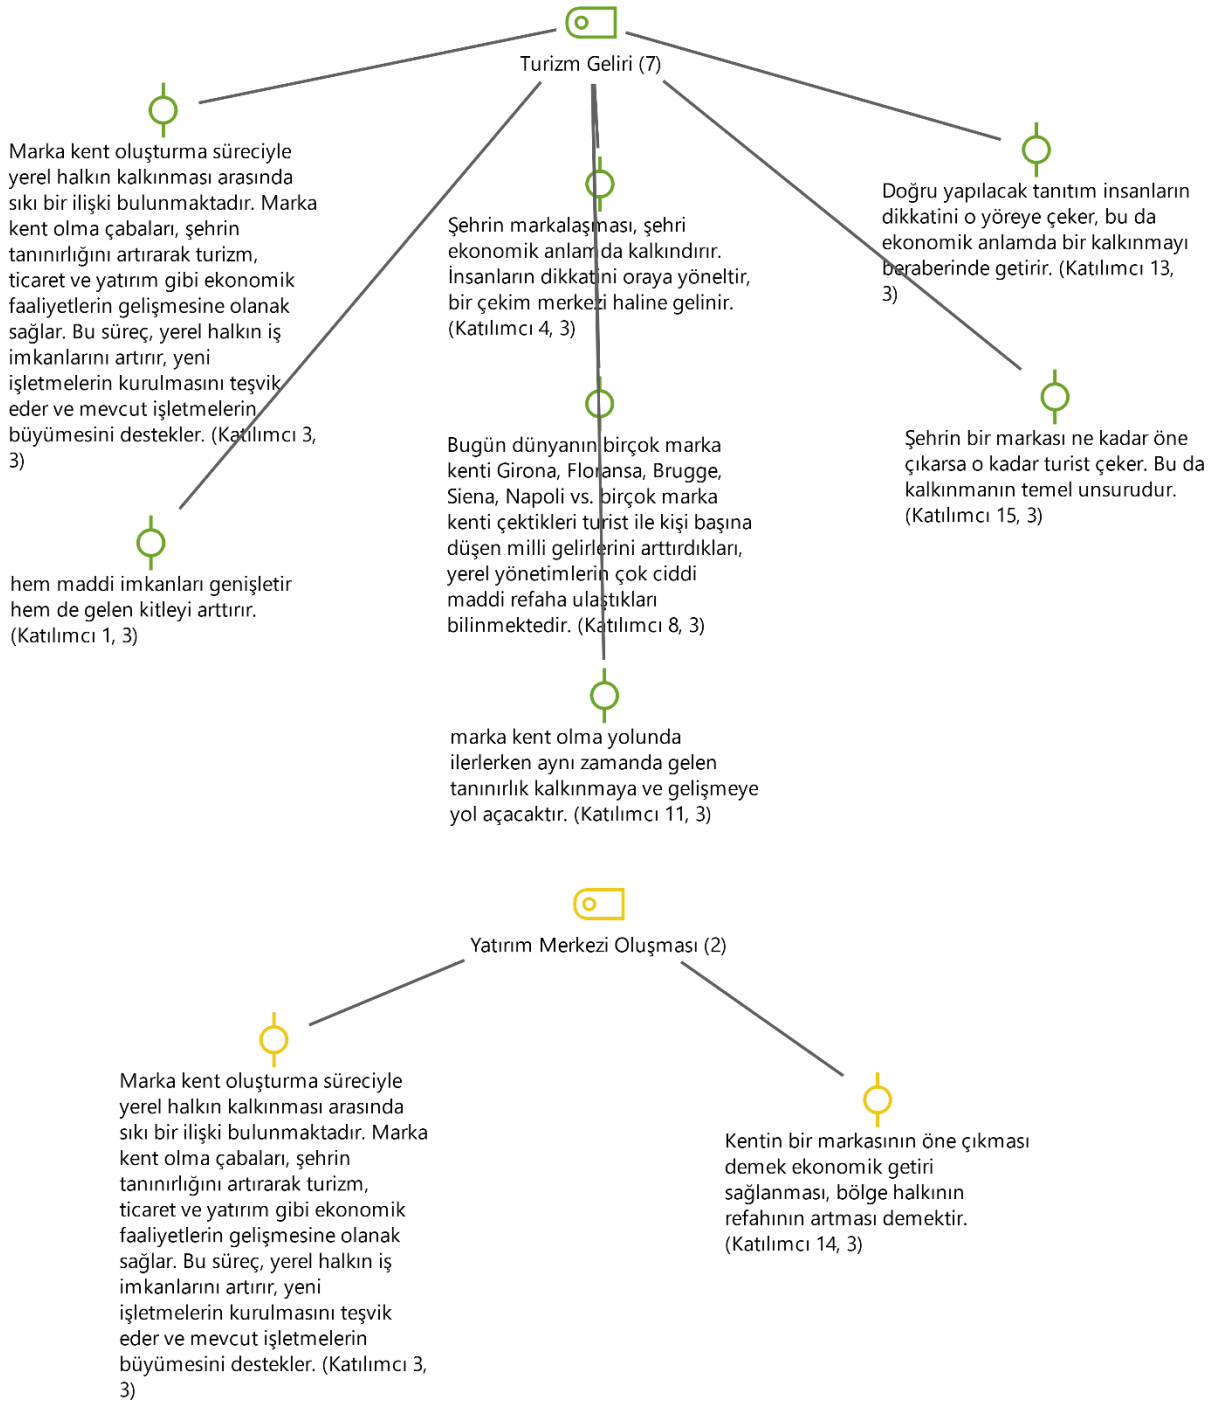 Turizm Geliri (7)
Marka kent oluşturma süreciyle
yerel halkın kalkınması arasında
sıkı bir ilişki bulunmaktadır. Marka
kent olma çabaları, şehrin
tanınırlığını artırarak turizm,
ticaret ve yatırım gibi ekonomik
faaliyetlerin gelişmesine olanak
sağlar. Bu süreç, yerel halkın iş
imkanlarını artırır, yeni
işletmelerin kurulmasını teşvik
eder ve mevcut işletmelerin
büyümesini destekler. (Katılımcı 3,
3)
Şehrin markalaşması, şehri
ekonomik anlamda kalkındırır.
İnsanların dikkatini oraya yöneltir,
bir çekim merkezi haline gelinir.
(Katılımcı 4, 3)
Doğru yapılacak tanıtım insanların
dikkatini o yöreye çeker, bu da
ekonomik anlamda bir kalkınmayı
beraberinde getirir. (Katılımcı 13,
3)
hem maddi imkanları genişletir
hem de gelen kitleyi arttırır.
(Katılımcı 1, 3)
Bugün dünyanın birçok marka
kenti Girona, Floransa, Brugge,
Siena, Napoli vs. birçok marka
kenti çektikleri turist ile kişi başına
düşen milli gelirlerini arttırdıkları,
yerel yönetimlerin çok ciddi
maddi refaha ulaştıkları
bilinmektedir. (Katılımcı 8, 3)
Şehrin bir markası ne kadar öne
çıkarsa o kadar turist çeker. Bu da
kalkınmanın temel unsurudur.
(Katılımcı 15, 3)
marka kent olma yolunda
ilerlerken aynı zamanda gelen
tanınırlık kalkınmaya ve gelişmeye
yol açacaktır. (Katılımcı 11, 3)
Yatırım Merkezi Oluşması (2)
Marka kent oluşturma süreciyle
yerel halkın kalkınması arasında
sıkı bir ilişki bulunmaktadır. Marka
kent olma çabaları, şehrin
tanınırlığını artırarak turizm,
ticaret ve yatırım gibi ekonomik
faaliyetlerin gelişmesine olanak
sağlar. Bu süreç, yerel halkın iş
imkanlarını artırır, yeni
işletmelerin kurulmasını teşvik
eder ve mevcut işletmelerin
büyümesini destekler. (Katılımcı 3,
3)
Kentin bir markasının öne çıkması
demek ekonomik getiri
sağlanması, bölge halkının
refahının artması demektir.
(Katılımcı 14, 3)